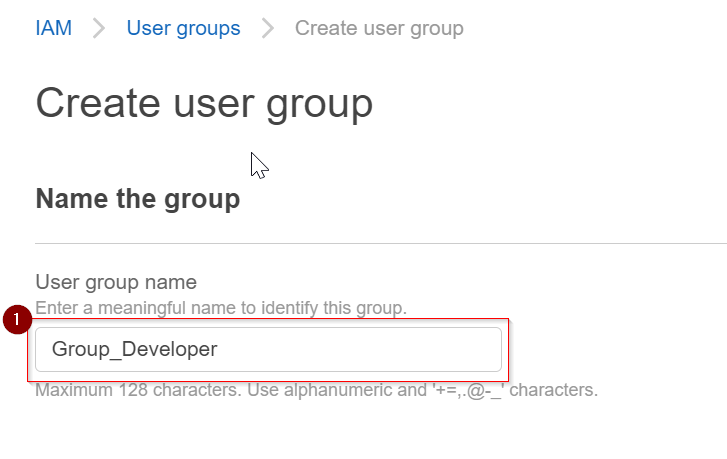 IAM > User groups > Create user group
Create user group
Name the group
User group name
Enter a meaningful name to identify this group.
1
Group_Developer
Maximum 128 characters. Use alphanumeric and '+=,.@-_' characters.